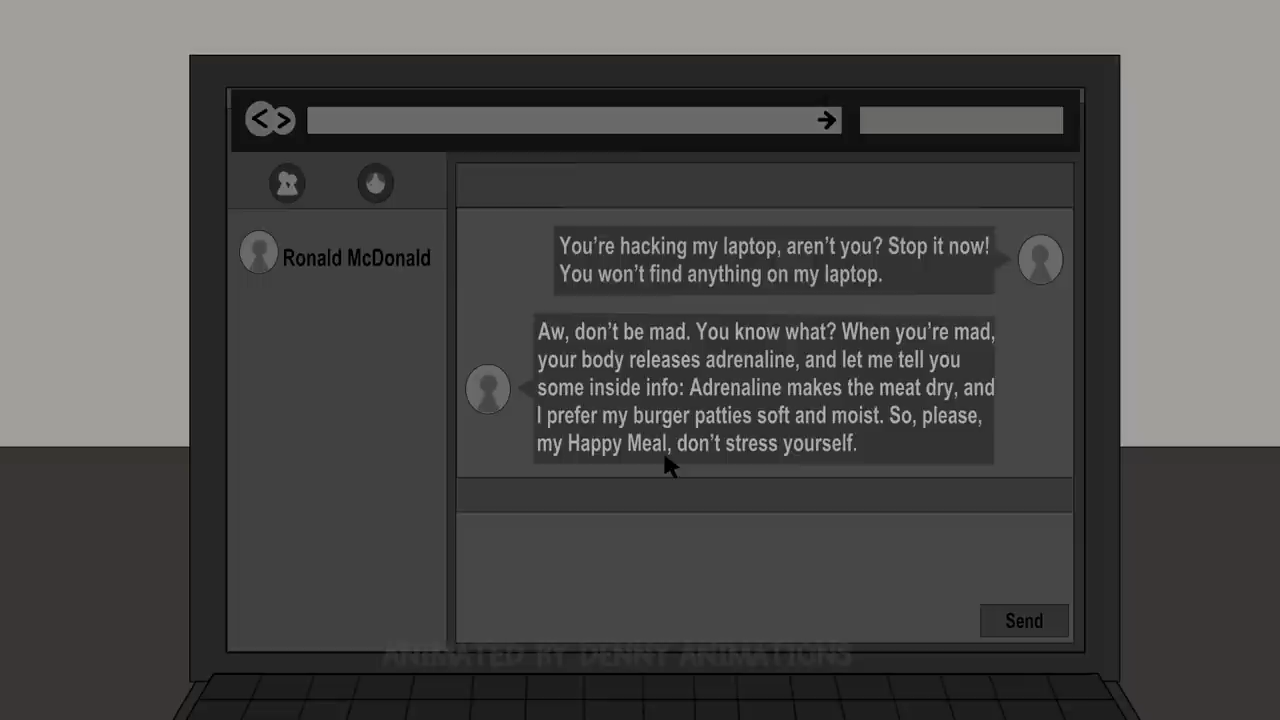 Ronald McDonald
You're hacking my laptop, aren't you? Stop it now!
You won't find anything on my laptop.
Aw, don't be mad. You know what? When you're mad,
your body releases adrenaline, and let me tell you
some inside info: Adrenaline makes the meat dry, and
I prefer my burger patties soft and moist. So, please,
my Happy Meal, don't stress yourself.
Send
ANIMATED BY DENNY ANIMATIONS